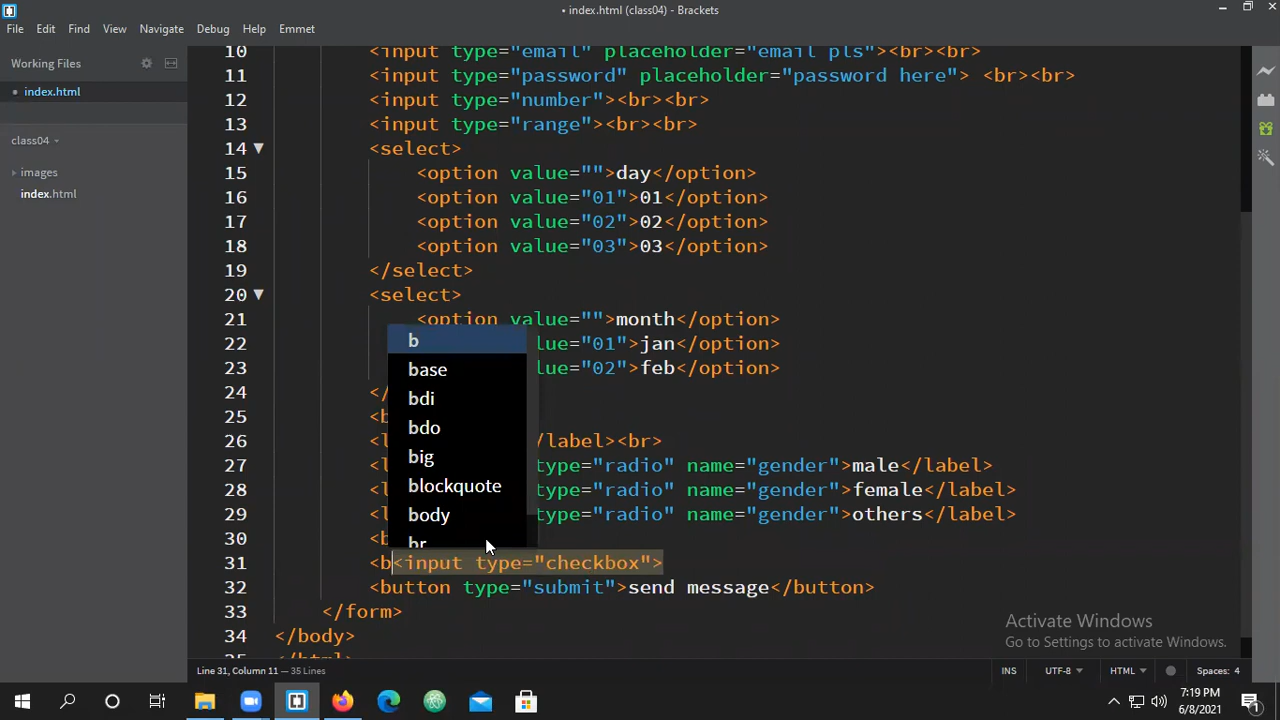 • index.html (class04) - Brackets
File Edit Find View Navigate Debug Help Emmet
Working Files
• index.html
class04
images
index.html
10 <input type="email" placeholder="email pls"><br><br>
11 <input type="password" placeholder="password here"> <br><br>
12 <input type="number"><br><br>
13 <input type="range"><br><br>
14 <select>
15 <option value="">day</option>
16 <option value="01">01</option>
17 <option value="02">02</option>
18 <option value="03">03</option>
19 </select>
20 <select>
21 <option value="">month</option>
22 lue="01">jan</option>
23 lue="02">feb</option>
24 </
25 <b
26 <l /label><br>
27 <l type="radio" name="gender">male</label>
28 <l type="radio" name="gender">female</label>
29 <l type="radio" name="gender">others</label>
30 <b
31 <b<input type="checkbox">
32 <button type="submit">send message</button>
33 </form>
34 </body>
35 </html>
b
base
bdi
bdo
big
blockquote
body
br
Activate Windows
Go to Settings to activate Windows.
Line 31, Column 11 — 35 Lines
INS UTF-8 HTML Spaces: 4
7:19 PM
6/8/2021
1